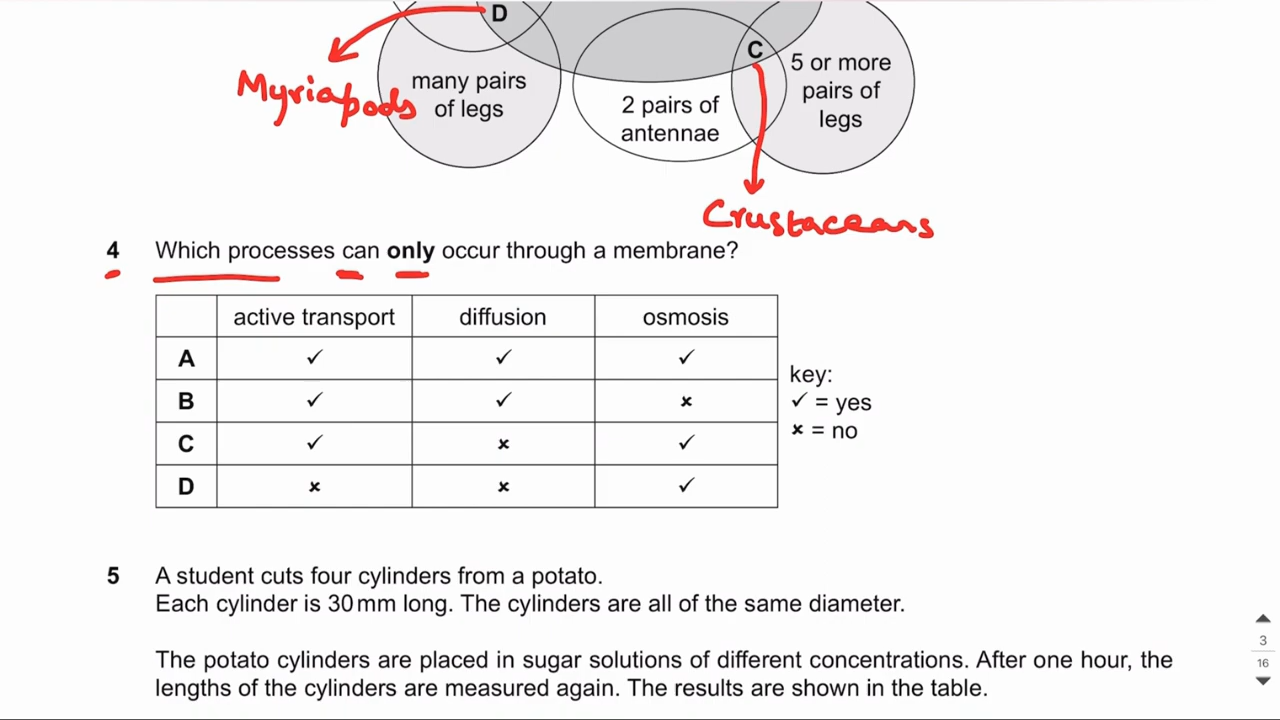 D
Myriapods
C
many pairs
of legs
2 pairs of
antennae
5 or more
pairs of
legs
Crustaceans
4 Which processes can only occur through a membrane?
active transport diffusion osmosis
A ✓ ✓ ✓
B ✓ ✓ ✗
C ✓ ✗ ✓
D ✗ ✗ ✓
key:
✓ = yes
✗ = no
5 A student cuts four cylinders from a potato.
Each cylinder is 30 mm long. The cylinders are all of the same diameter.
The potato cylinders are placed in sugar solutions of different concentrations. After one hour, the
lengths of the cylinders are measured again. The results are shown in the table.
3
16